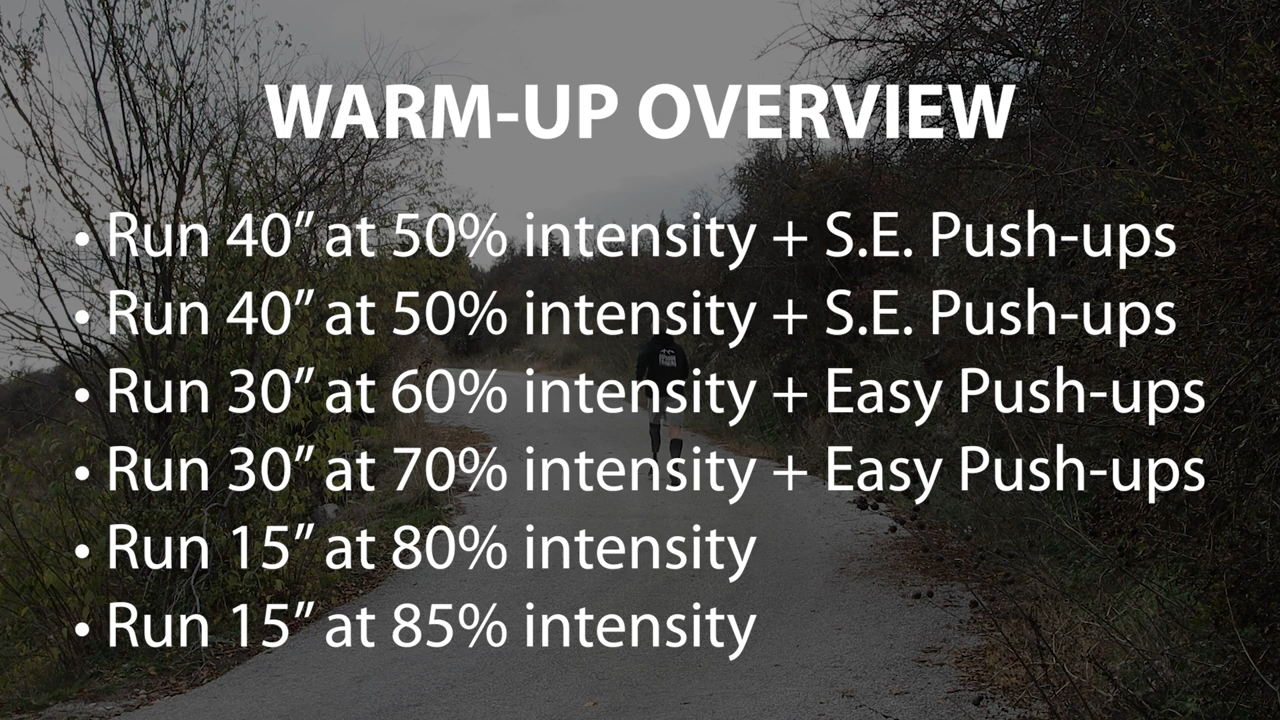 WARM-UP OVERVIEW
• Run 40” at 50% intensity + S.E. Push-ups
• Run 40” at 50% intensity + S.E. Push-ups
• Run 30” at 60% intensity + Easy Push-ups
• Run 30” at 70% intensity + Easy Push-ups
• Run 15” at 80% intensity
• Run 15” at 85% intensity